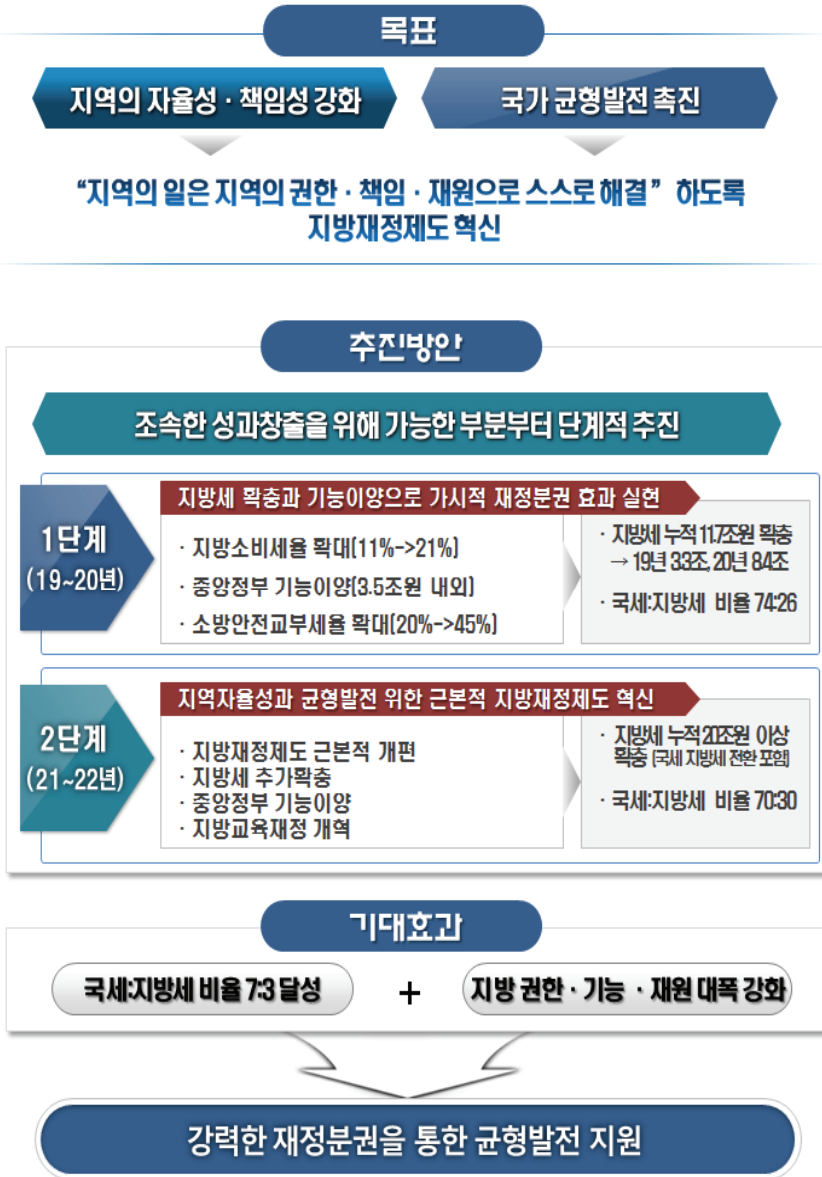 목표
지역의 자율성 · 책임성 강화
국가 균형발전 촉진
“지역의 일은 지역의 권한 · 책임 · 재원으로 스스로 해결” 하도록
지방재정제도 혁신
추진방안
조속한 성과창출을 위해 가능한 부분부터 단계적 추진
1단계
(19~20년)
지방세 확충과 기능이양으로 가시적 재정분권 효과 실현
· 지방소비세율 확대(11%->21%)
· 중앙정부 기능이양(3.5조원 내외)
· 소방안전교부세율 확대(20%->45%)
· 지방세 누적 11.7조원 확충
→ 19년 3.3조, 20년 8.4조
· 국세:지방세 비율 74:26
2단계
(21~22년)
지역자율성과 균형발전 위한 근본적 지방재정제도 혁신
· 지방재정제도 근본적 개편
· 지방세 추가확충
· 중앙정부 기능이양
· 지방교육재정 개혁
· 지방세 누적 20조원 이상
확충 (국세 지방세 전환 포함)
· 국세:지방세 비율 70:30
기대효과
국세:지방세 비율 7:3 달성
+
지방 권한 · 기능 · 재원 대폭 강화
강력한 재정분권을 통한 균형발전 지원